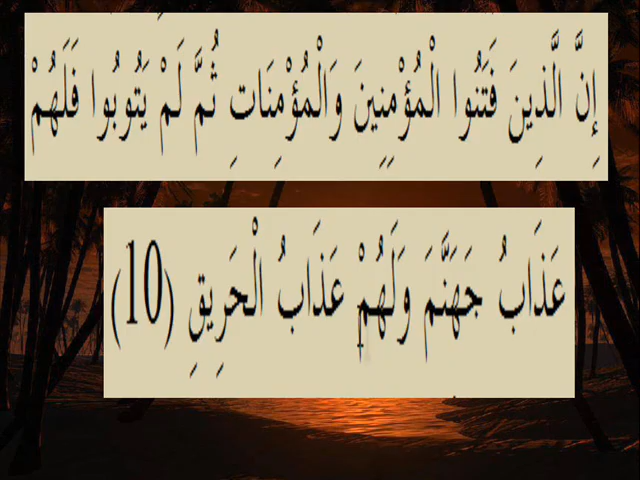 إِنَّ الَّذِينَ فَتَنُوا الْمُؤْمِنِينَ وَالْمُؤْمِنَاتِ ثُمَّ لَمْ يَتُوبُوا فَلَهُمْ
عَذَابُ جَهَنَّمَ وَلَهُمْ عَذَابُ الْحَرِيقِ (10)